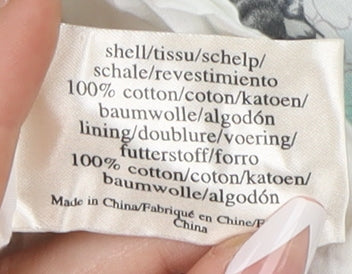 shell/tissu/schelp/
schale/revestimiento
100% cotton/coton/katoen/
baumwolle/algodón
lining/doublure/voering/
futterstoff/forro
100% cotton/coton/katoen/
baumwolle/algodón
Made in China/Fabriqué en Chine/F
China